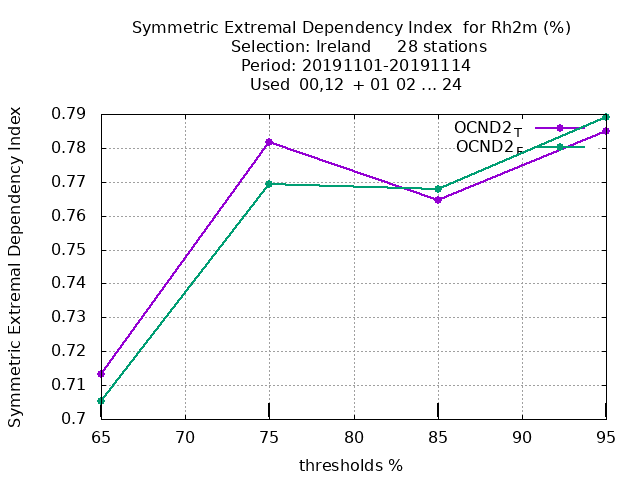 Symmetric Extremal Dependency Index for Rh2m (%)
Selection: Ireland 28 stations
Period: 20191101-20191114
Used 00,12 + 01 02 ... 24
Symmetric Extremal Dependency Index
0.79
0.78
0.77
0.76
0.75
0.74
0.73
0.72
0.71
0.7
OCND2_T
OCND2_F
65 70 75 80 85 90 95
thresholds %